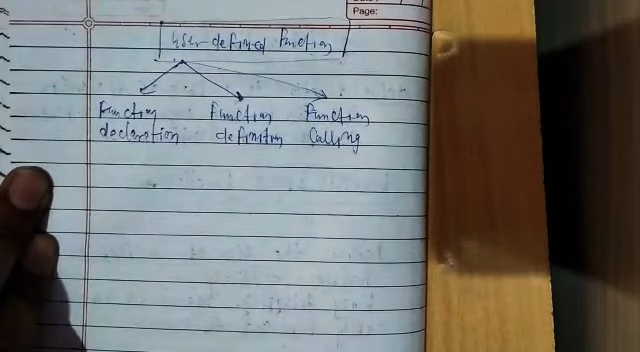 Page:
User-defined Function
Function Function Function
declaration definition Calling